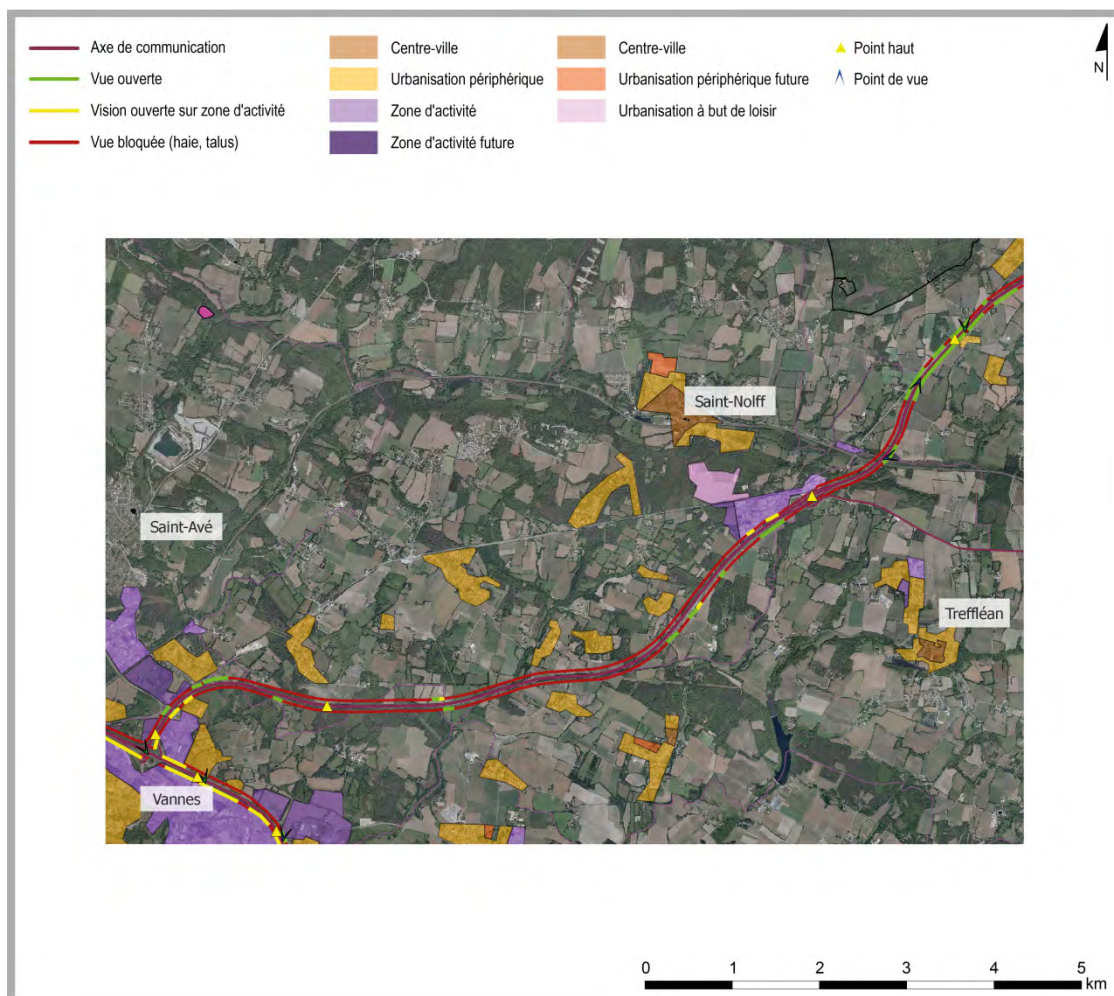 Axe de communication
Vue ouverte
Vision ouverte sur zone d'activité
Vue bloquée (haie, talus)
Centre-ville
Urbanisation périphérique
Zone d'activité
Zone d'activité future
Centre-ville
Urbanisation périphérique future
Urbanisation à but de loisir
Point haut
Point de vue
N
Saint-Nolff
Saint-Avé
Treffléan
Vannes
0 1 2 3 4 5
km